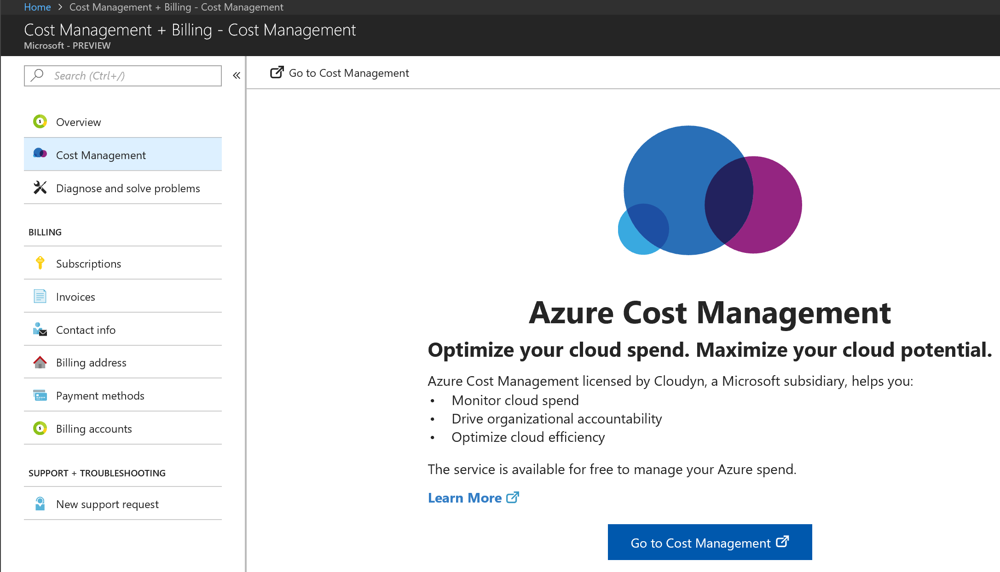 Home > Cost Management + Billing - Cost Management
Cost Management + Billing - Cost Management
Microsoft - PREVIEW
Search (Ctrl+/)
«
Go to Cost Management
Overview
Cost Management
Diagnose and solve problems
BILLING
Subscriptions
Invoices
Contact info
Billing address
Payment methods
Billing accounts
SUPPORT + TROUBLESHOOTING
New support request
Azure Cost Management
Optimize your cloud spend. Maximize your cloud potential.
Azure Cost Management licensed by Cloudyn, a Microsoft subsidiary, helps you:
• Monitor cloud spend
• Drive organizational accountability
• Optimize cloud efficiency
The service is available for free to manage your Azure spend.
Learn More
Go to Cost Management